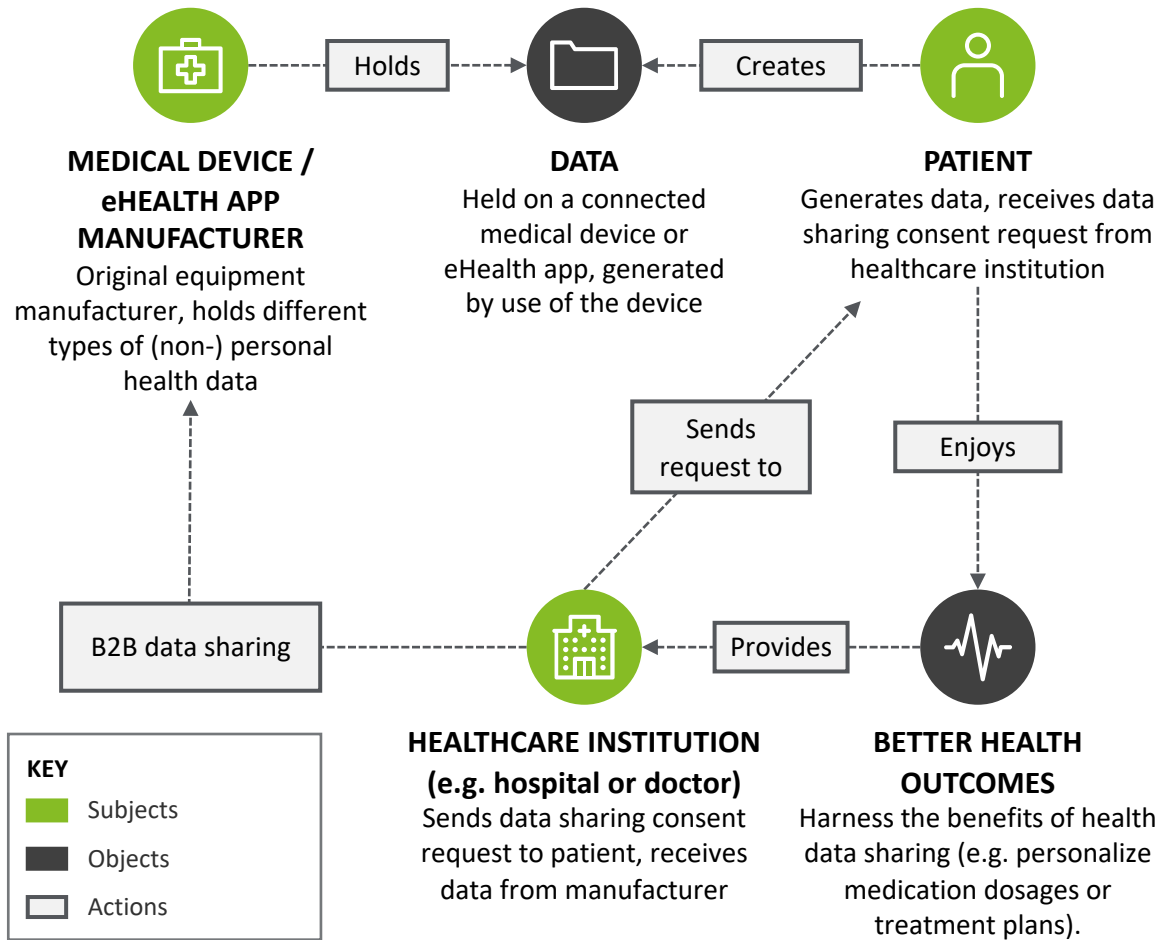 Holds
Creates
MEDICAL DEVICE /
eHEALTH APP
MANUFACTURER
Original equipment
manufacturer, holds different
types of (non-) personal
health data
DATA
Held on a connected
medical device or
eHealth app, generated
by use of the device
PATIENT
Generates data, receives data
sharing consent request from
healthcare institution
Sends
request to
Enjoys
B2B data sharing
Provides
HEALTHCARE INSTITUTION
(e.g. hospital or doctor)
Sends data sharing consent
request to patient, receives
data from manufacturer
BETTER HEALTH
OUTCOMES
Harness the benefits of health
data sharing (e.g. personalize
medication dosages or
treatment plans).
KEY
Subjects
Objects
Actions